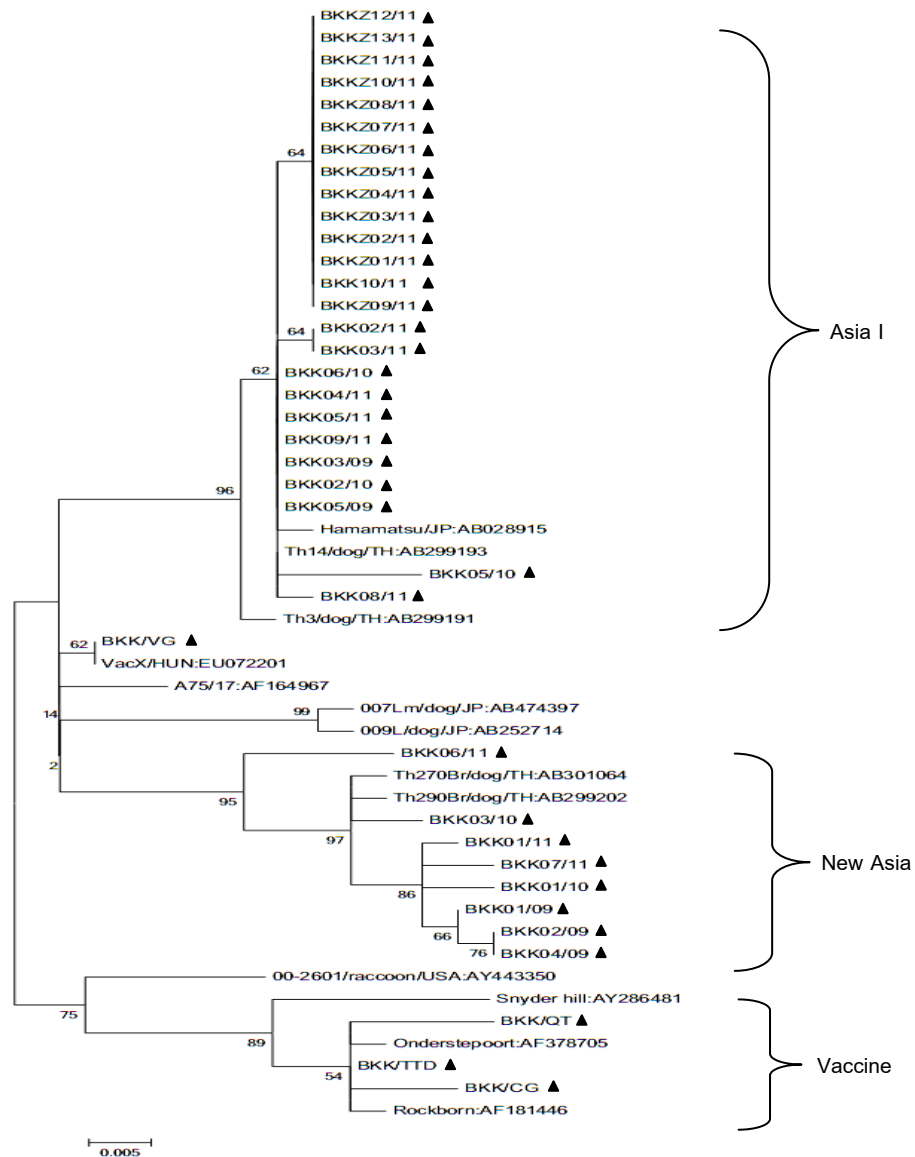 BKKZ12/11
BKKZ13/11
BKKZ11/11
BKKZ10/11
BKKZ08/11
BKKZ07/11
64
BKKZ06/11
BKKZ05/11
BKKZ04/11
BKKZ03/11
BKKZ02/11
BKKZ01/11
BKK10/11
BKKZ09/11
64
BKK02/11
Asia I
BKK03/11
62
BKK06/10
BKK04/11
BKK05/11
BKK09/11
BKK03/09
BKK02/10
96
BKK05/09
Hamamatsu/JP:AB028915
Th14/dog/TH:AB299193
BKK05/10
BKK08/11
Th3/dog/TH:AB299191
62
BKK/VG
VacX/HUN:EU072201
A75/17:AF164967
14
99
007Lm/dog/JP:AB474397
009L/dog/JP:AB252714
2
BKK06/11
95
Th270Br/dog/TH:AB301064
Th290Br/dog/TH:AB299202
BKK03/10
97
BKK01/11
BKK07/11
New Asia
86
BKK01/10
BKK01/09
66
BKK02/09
76
BKK04/09
00-2601/raccoon/USA:AY443350
75
Snyder hill:AY286481
BKK/QT
89
Onderstepoort:AF378705
BKK/TTD
Vaccine
54
BKK/CG
Rockborn:AF181446
0.005